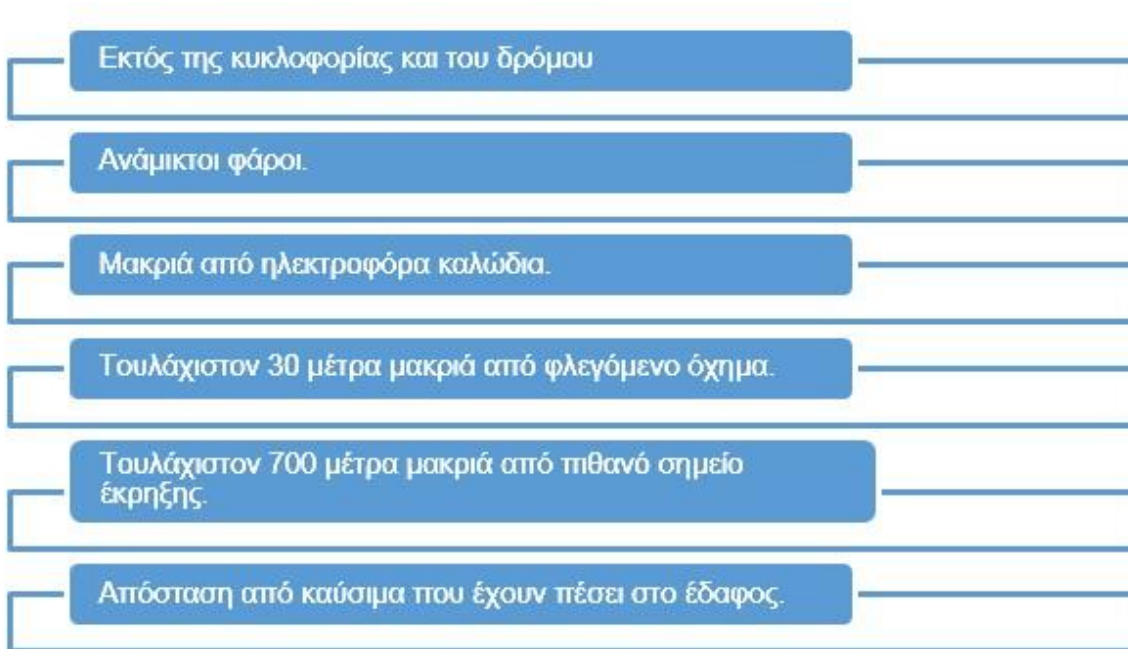 Εκτός της κυκλοφορίας και του δρόμου
Ανάμικτοι φάροι.
Μακριά από ηλεκτροφόρα καλώδια.
Τουλάχιστον 30 μέτρα μακριά από φλεγόμενο όχημα.
Τουλάχιστον 700 μέτρα μακριά από πιθανό σημείο
έκρηξης.
Απόσταση από καύσιμα που έχουν πέσει στο έδαφος.